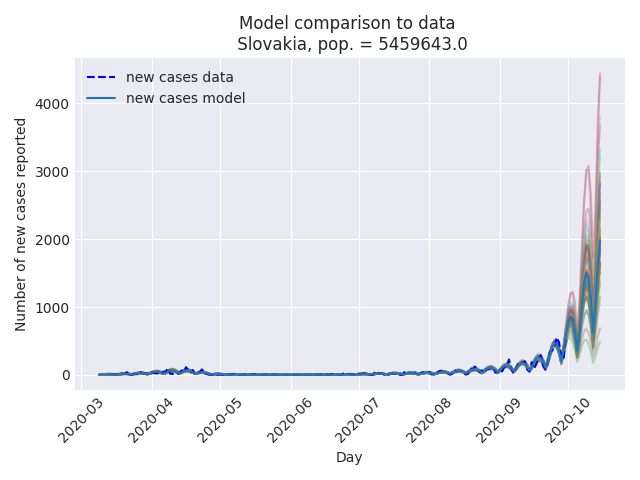 Model comparison to data
Slovakia, pop. = 5459643.0
new cases data
new cases model
Number of new cases reported
4000
3000
2000
1000
0
2020-03
2020-04
2020-05
2020-06
2020-07
2020-08
2020-09
2020-10
Day